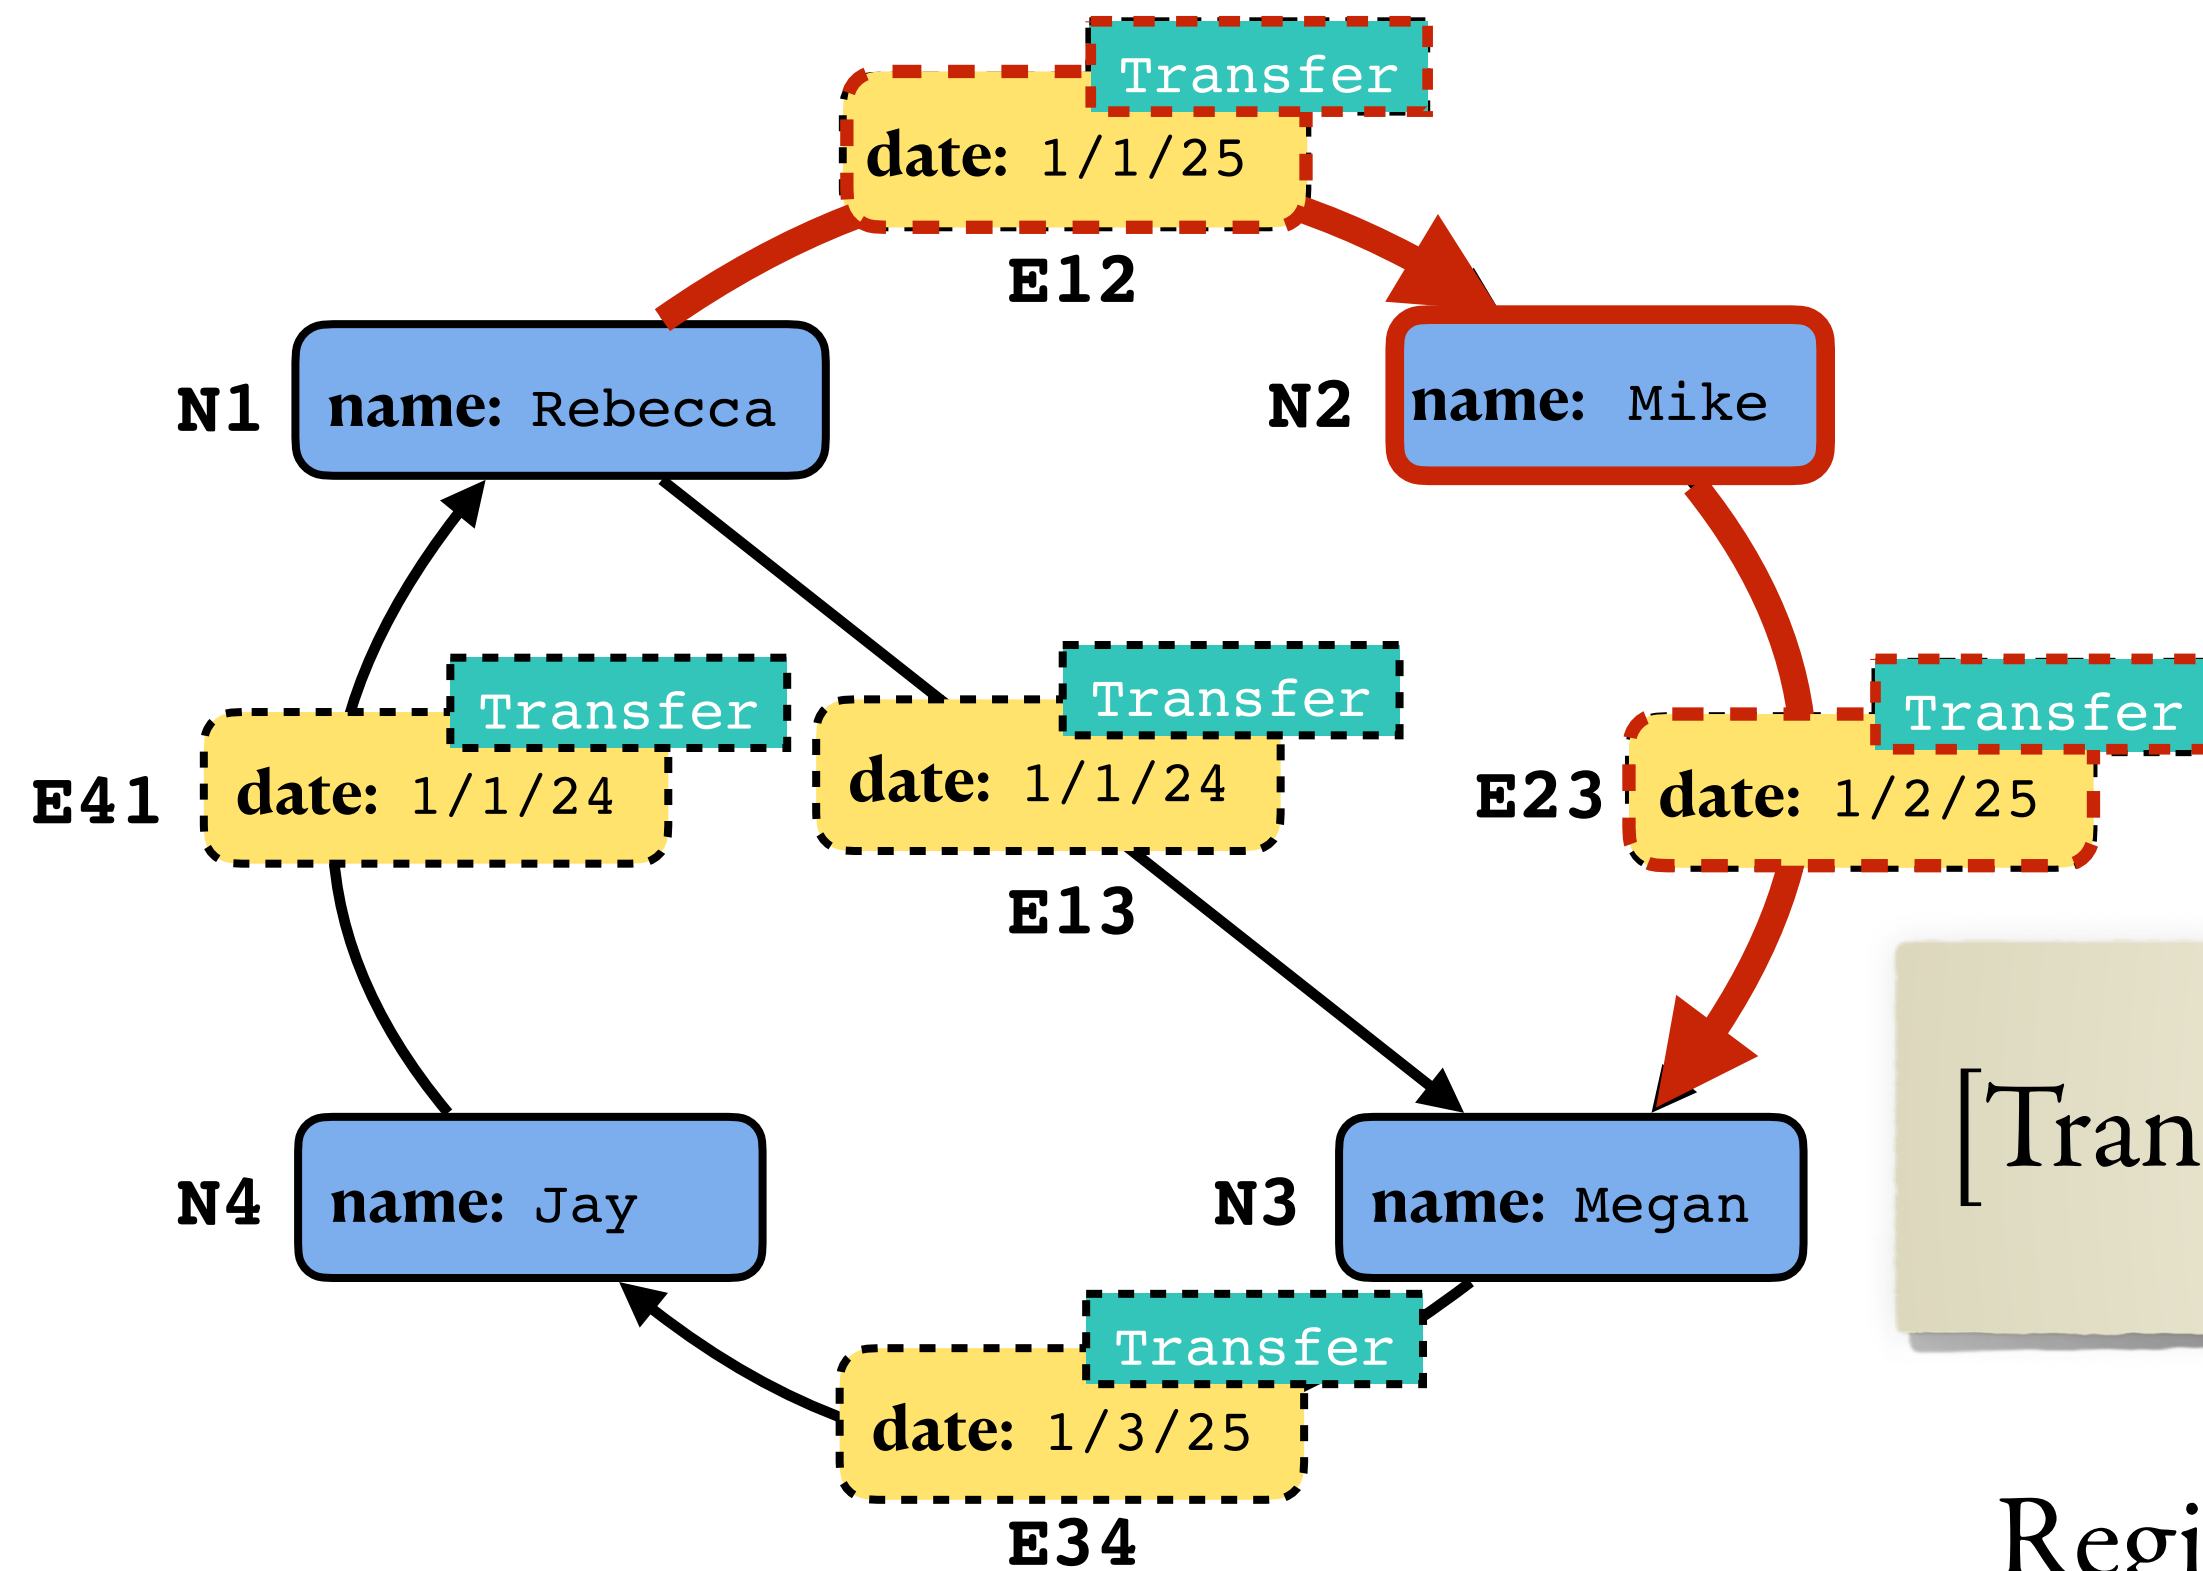 Transfer
date: 1/1/25
E12
N1
name: Rebecca
N2
name: Mike
Transfer
Transfer
Transfer
E41
date: 1/1/24
date: 1/1/24
E23
date: 1/2/25
E13
[Tran
N4
name: Jay
N3
name: Megan
Transfer
date: 1/3/25
E34
Regi